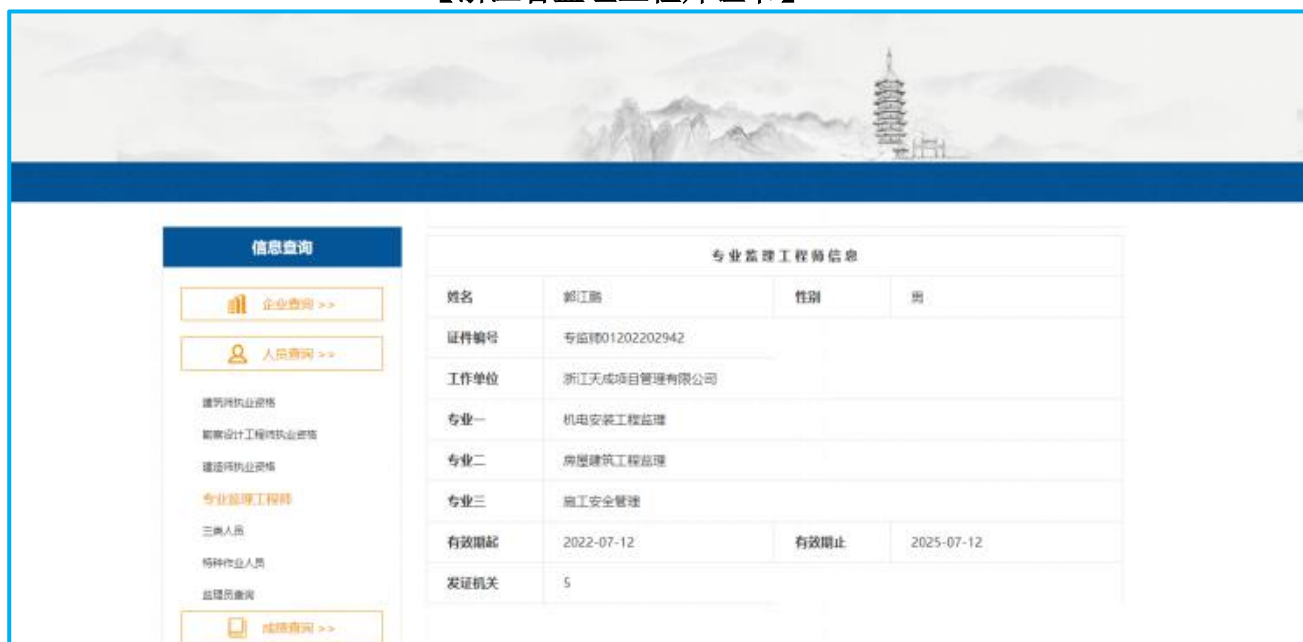 信息查询
企业查询 >>
人员查询 >>
建筑师执业资格
勘察设计工程师执业资格
建造师执业资格
专业监理工程师
三类人员
特种作业人员
监理员查询
成绩查询 >>
专业监理工程师信息
姓名 江鹏 性别 男
证件编号 专监师01202202942
工作单位 浙江天成项目管理有限公司
专业一 机电安装工程监理
专业二 房屋建筑工程监理
专业三 施工安全管理
有效期起 2022-07-12 有效期止 2025-07-12
发证机关 5